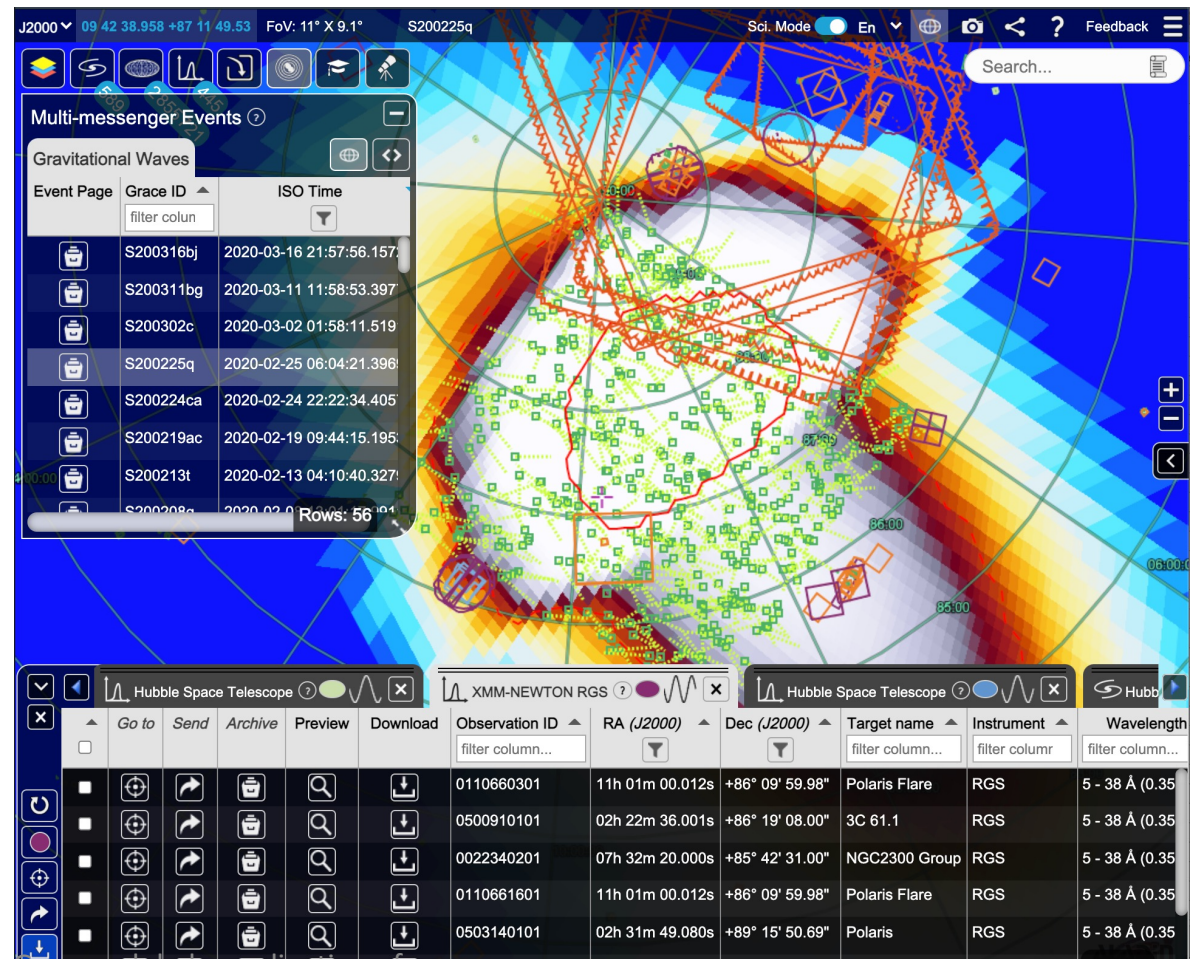 J2000 09 42 38.958 +87 11 49.53 FoV: 11° X 9.1° S200225q Sci. Mode En ? Feedback
Search...
Multi-messenger Events ?
Gravitational Waves
Event Page Grace ID ISO Time
filter colun
S200316bj 2020-03-16 21:57:56.157
S200311bg 2020-03-11 11:58:53.397
S200302c 2020-03-02 01:58:11.519
S200225q 2020-02-25 06:04:21.396
S200224ca 2020-02-24 22:22:34.405
S200219ac 2020-02-19 09:44:15.195
S200213t 2020-02-13 04:10:40.327
Rows: 56
86:00
85:00
06:00:0
Hubble Space Telescope ?
XMM-NEWTON RGS ?
Hubble Space Telescope ?
Hubb
Go to Send Archive Preview Download Observation ID RA (J2000) Dec (J2000) Target name Instrument Wavelength
filter column... filter column... filter columr filter column...
0110660301 11h 01m 00.012s +86° 09' 59.98" Polaris Flare RGS 5 - 38 Å (0.35
0500910101 02h 22m 36.001s +86° 19' 08.00" 3C 61.1 RGS 5 - 38 Å (0.35
0022340201 07h 32m 20.000s +85° 42' 31.00" NGC2300 Group RGS 5 - 38 Å (0.35
0110661601 11h 01m 00.012s +86° 09' 59.98" Polaris Flare RGS 5 - 38 Å (0.35
0503140101 02h 31m 49.080s +89° 15' 50.69" Polaris RGS 5 - 38 Å (0.35